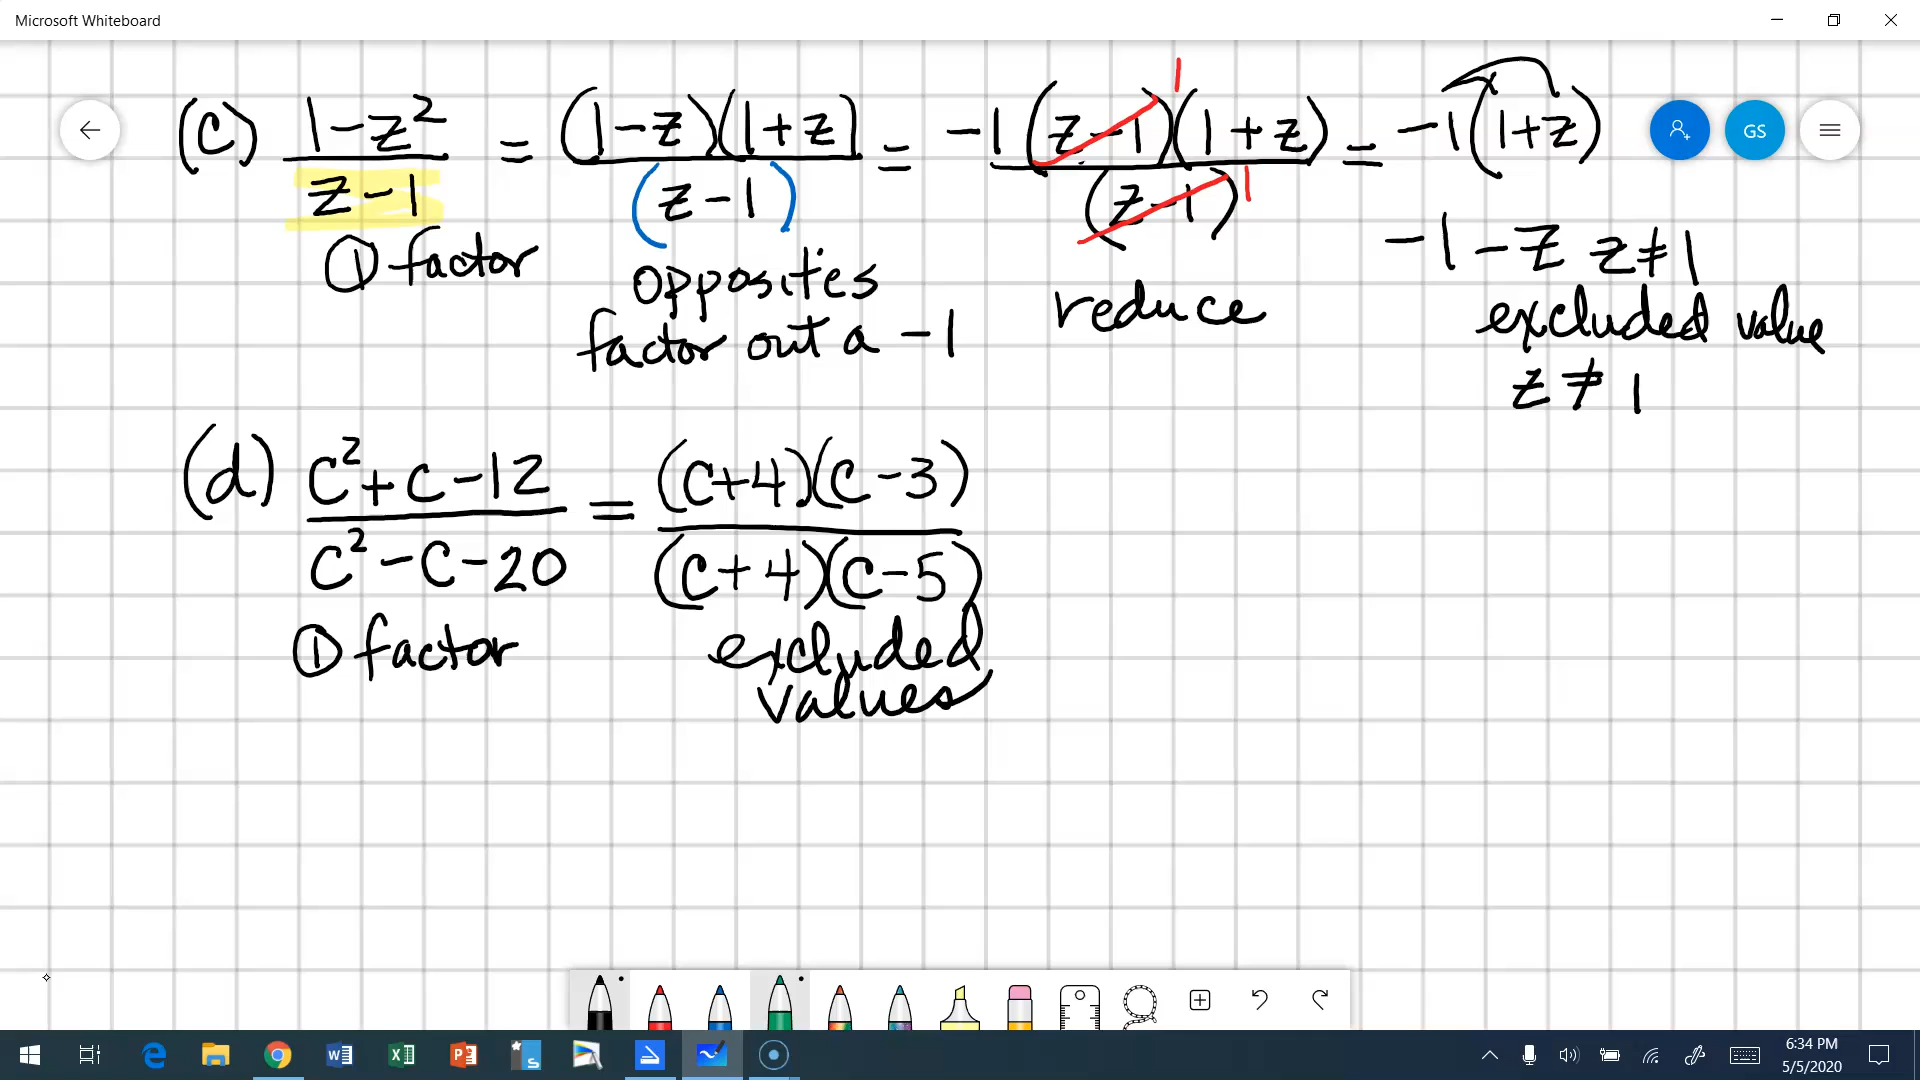 Microsoft Whiteboard
(c) 1-z²/z-1 = (1-z)(1+z)/(z-1) = -1(z-1)(1+z)/(z-1) = -1(1+z)
1 1
-1-z z≠1
① factor
opposites
factor out a -1
reduce
excluded value
z ≠ 1
GS
(d) c²+c-12/c²-c-20 = (c+4)(c-3)/(c+4)(c-5)
① factor
excluded
values
6:34 PM
5/5/2020